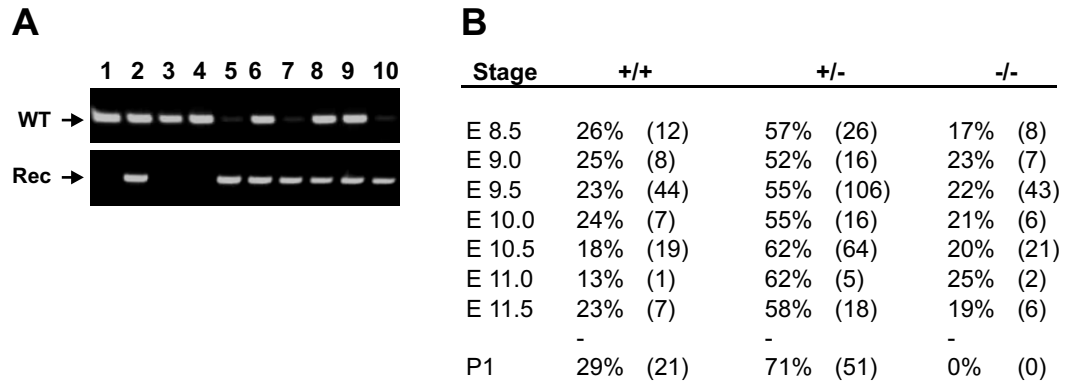 A
1 2 3 4 5 6 7 8 9 10
WT →
Rec →
B
Stage +/+ +/- -/-
E 8.5 26% (12) 57% (26) 17% (8)
E 9.0 25% (8) 52% (16) 23% (7)
E 9.5 23% (44) 55% (106) 22% (43)
E 10.0 24% (7) 55% (16) 21% (6)
E 10.5 18% (19) 62% (64) 20% (21)
E 11.0 13% (1) 62% (5) 25% (2)
E 11.5 23% (7) 58% (18) 19% (6)
- - -
P1 29% (21) 71% (51) 0% (0)